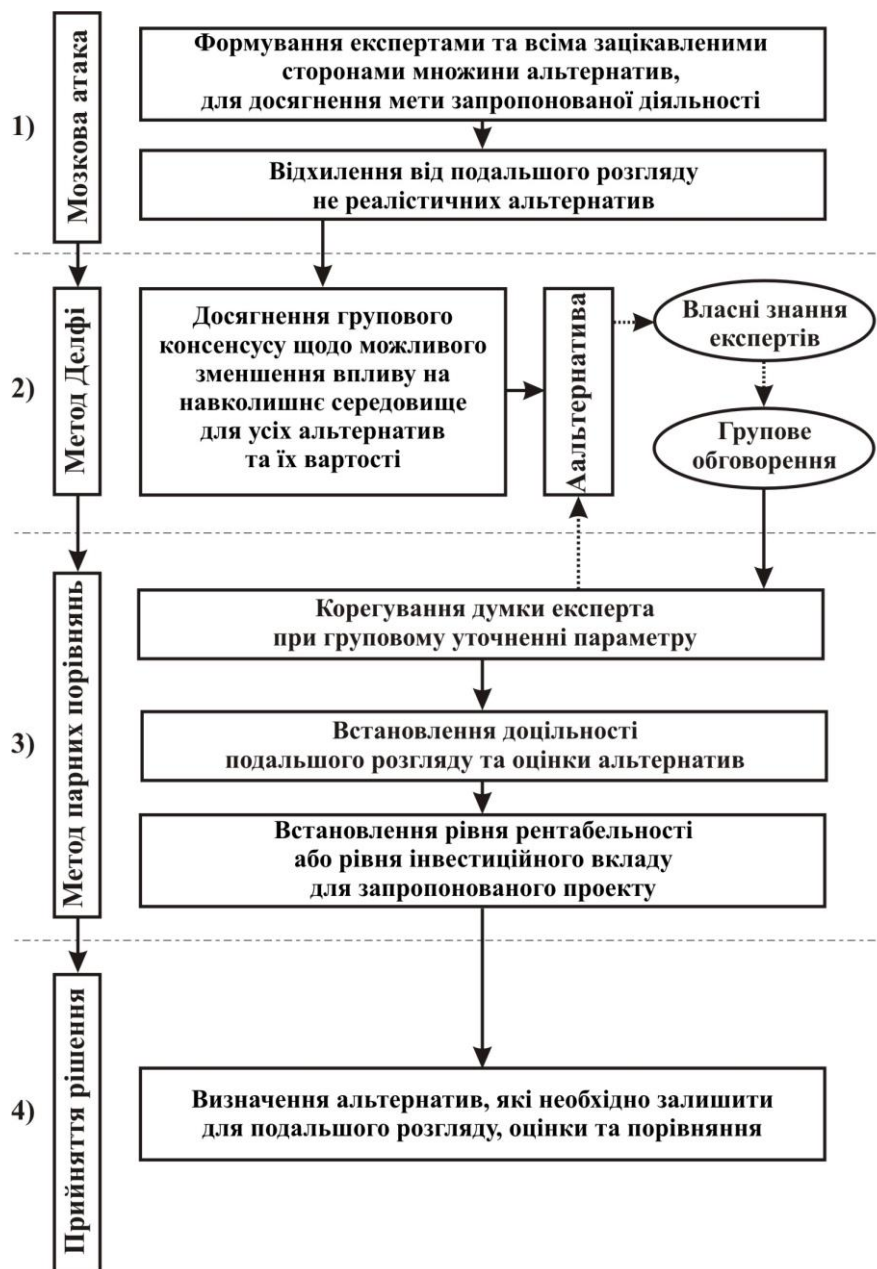 1)
Мозкова атака
Формування експертами та всіма зацікавленими
сторонами множини альтернатив,
для досягнення мети запропонованої діяльності
Відхилення від подальшого розгляду
не реалістичних альтернатив
2)
Метод Делфі
Досягнення групового
консенсусу щодо можливого
зменшення впливу на
навколишнє середовище
для усіх альтернатив
та їх вартості
Аальтернатива
Власні знання
експертів
Групове
обговорення
3)
Метод парних порівнянь
Корегування думки експерта
при груповому уточненні параметру
Встановлення доцільності
подальшого розгляду та оцінки альтернатив
Встановлення рівня рентабельності
або рівня інвестиційного вкладу
для запропонованого проекту
4)
Прийняття рішення
Визначення альтернатив, які необхідно залишити
для подальшого розгляду, оцінки та порівняння